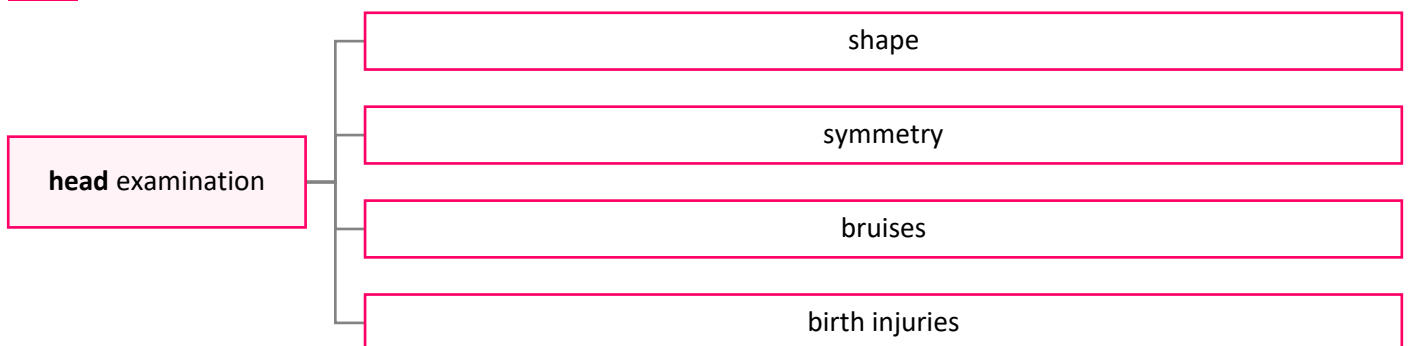 shape
symmetry
head examination
bruises
birth injuries